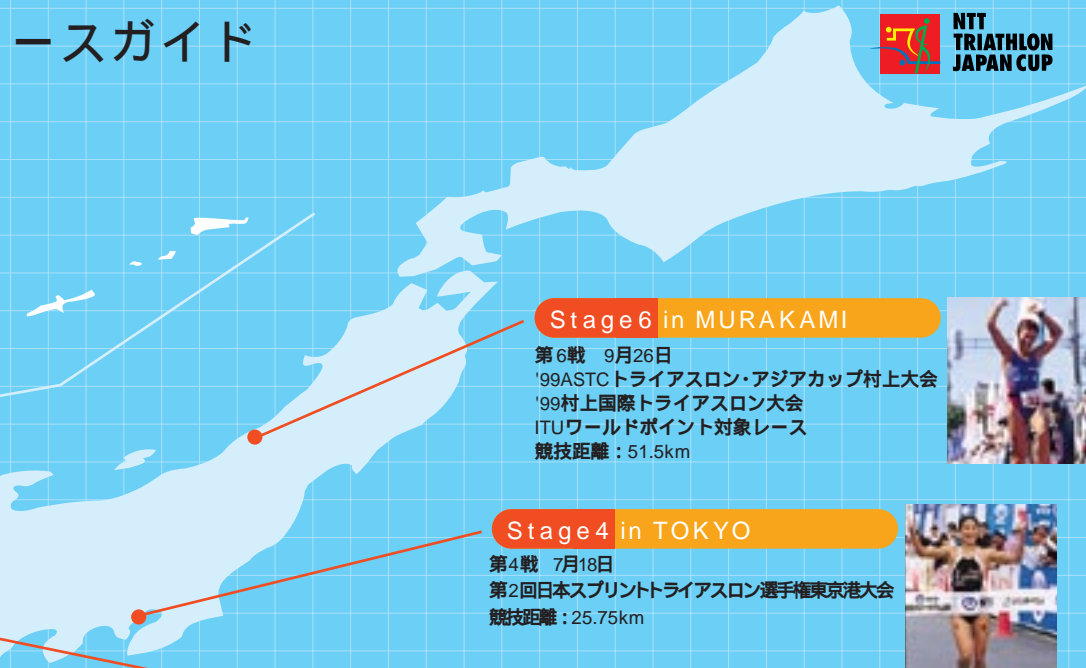 ースガイド
NTT
TRIATHLON
JAPAN CUP
Stage6 in MURAKAMI
第6戦 9月26日
'99ASTCトライアスロン・アジアカップ村上大会
'99村上国際トライアスロン大会
ITUワールドポイント対象レース
競技距離：51.5km
Stage4 in TOKYO
第4戦 7月18日
第2回日本スプリントトライアスロン選手権東京港大会
競技距離：25.75km